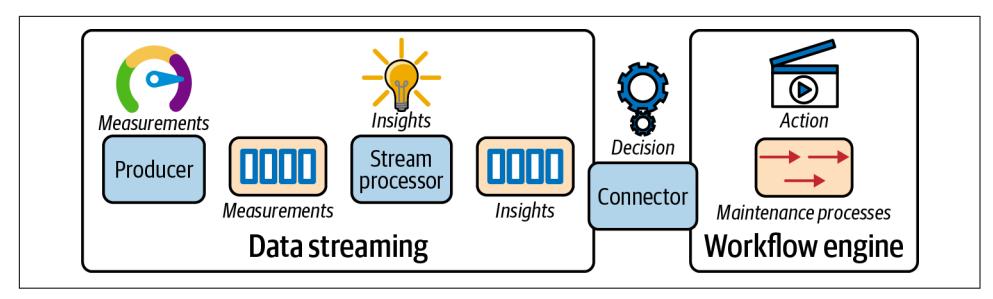 Measurements
Producer
Measurements
Insights
Stream
processor
Insights
Data streaming
Decision
Connector
Action
Maintenance processes
Workflow engine